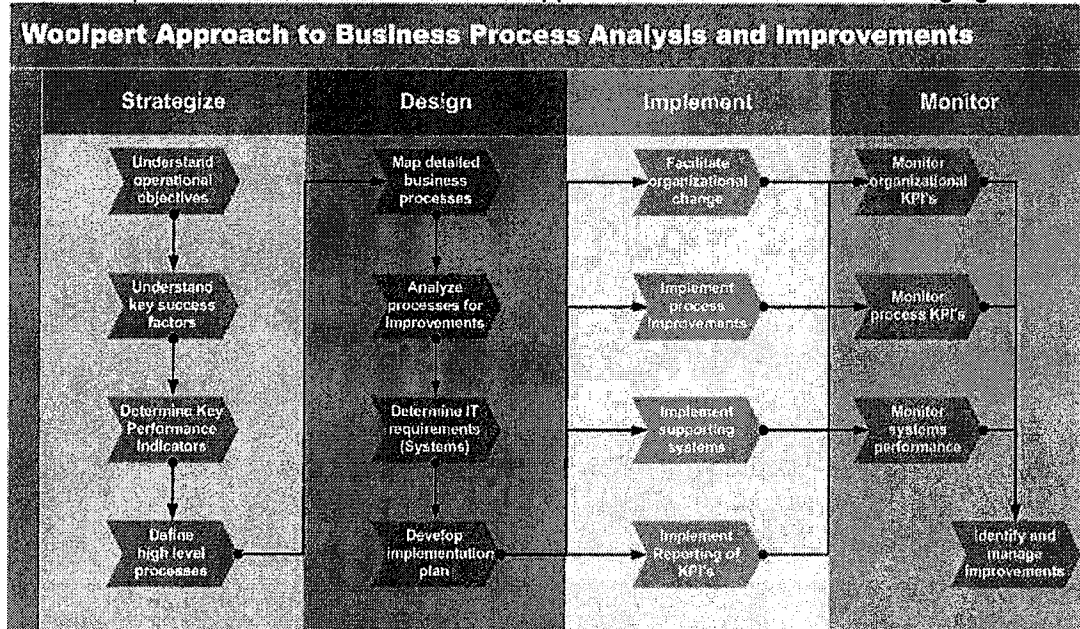 Woolpert Approach to Business Process Analysis and Improvements
Strategize
Design
Implement
Monitor
Understand
operational
objectives
Understand
key success
factors
Determine Key
Performance
Indicators
Define
high level
processes
Map detailed
business
processes
Analyze
processes for
Improvements
Determine IT
requirements
(Systems)
Develop
implementation
plan
Facilitate
organizational
change
Implement
process
Improvements
Implement
supporting
systems
Implement
Reporting of
KPI's
Monitor
organizational
KPI's
Monitor
process KPI's
Monitor
systems
performance
Identify and
manage
improvements